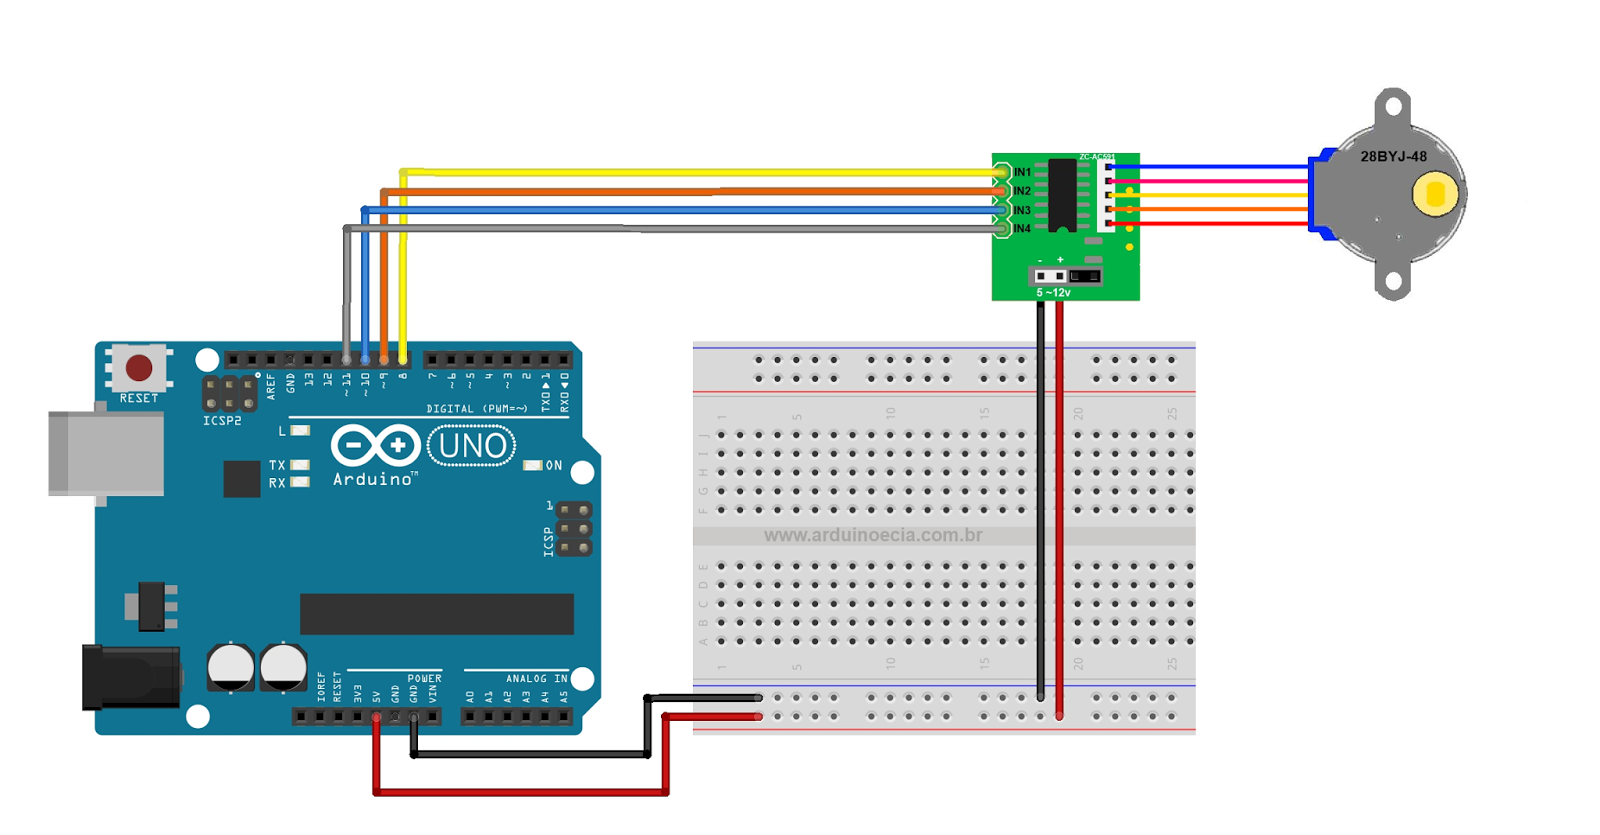 28BYJ-48
ZC-A0591
IN1
IN2
IN3
IN4
- +
5 ~12v
RESET
ICSP2
AREF
GND
13
12
~11
~10
~9
8
7
~6
~5
4
~3
2
TX0▲1
RX0▼0
DIGITAL (PWM=~)
L
TX
RX
UNO
Arduino™
ON
1
ICSP
IOREF
RESET
3V3
5V
GND
GND
VIN
POWER
ANALOG IN
A0
A1
A2
A3
A4
A5
1 5 10 15 20 25
J
I
H
G
F
www.arduinoecia.com.br
E
D
C
B
A
1 5 10 15 20 25